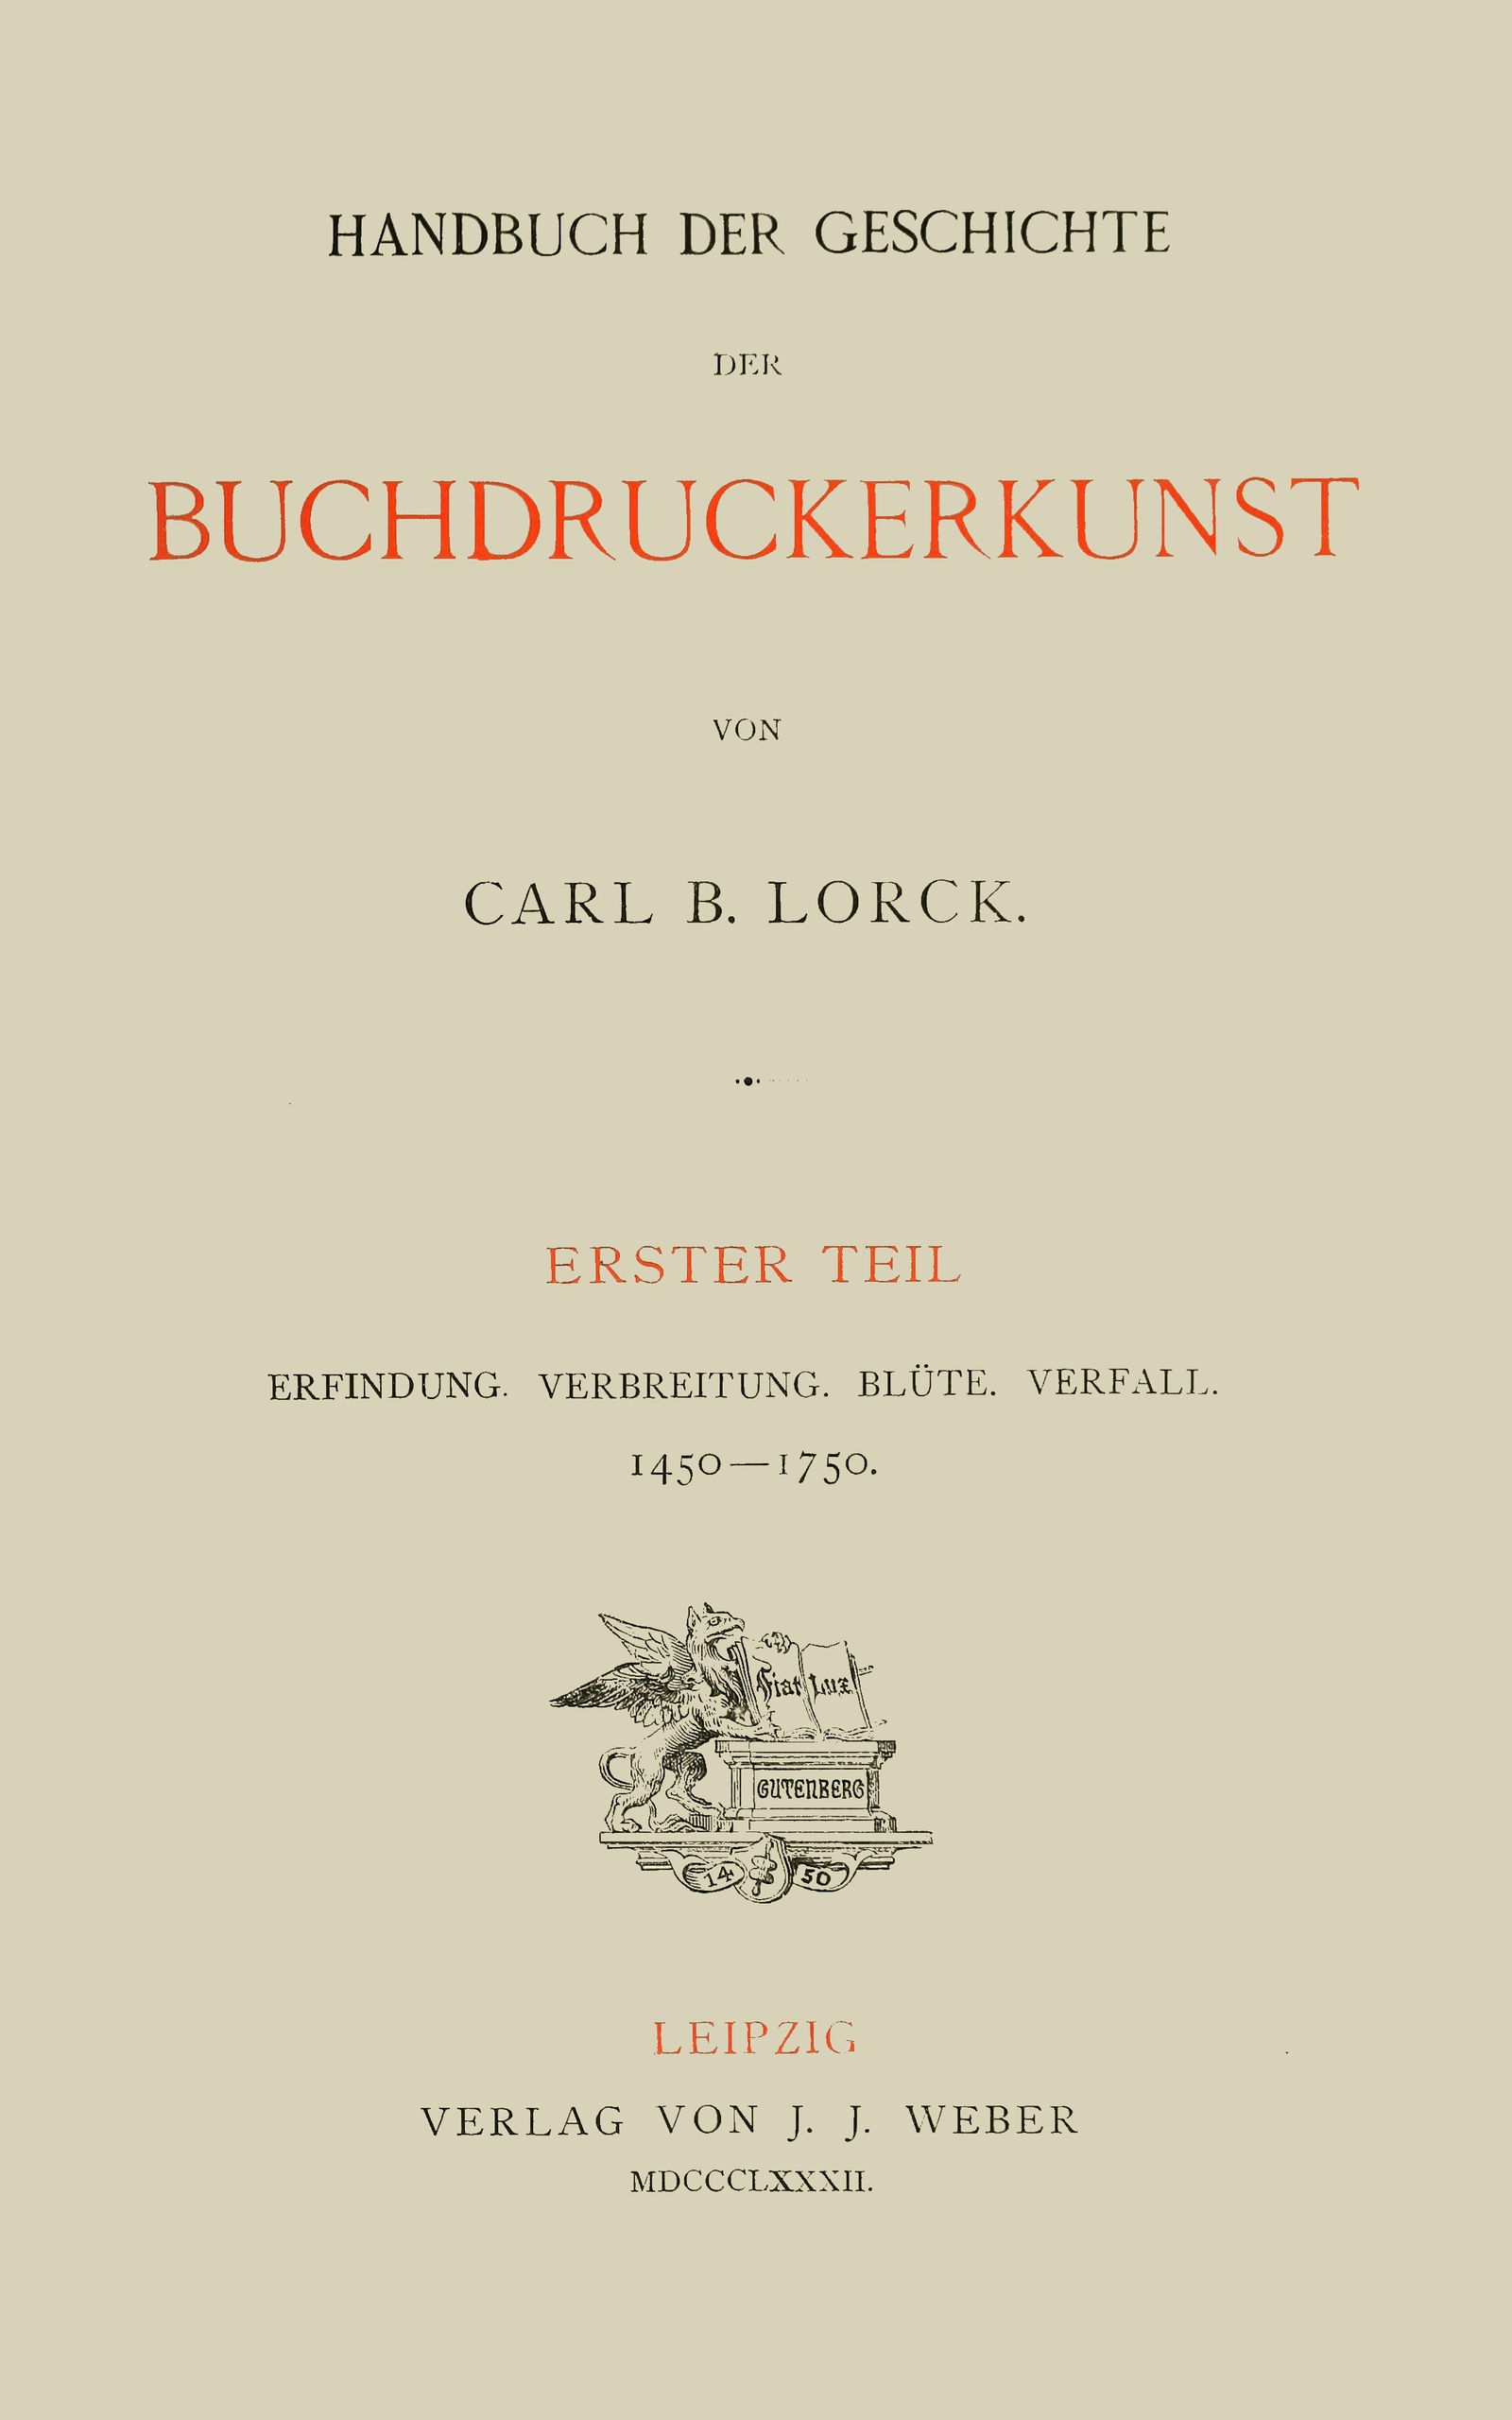 HANDBUCH DER GESCHICHTE
DER
BUCHDRUCKERKUNST
VON
CARL B. LORCK.
ERSTER TEIL
ERFINDUNG. VERBREITUNG. BLÜTE. VERFALL.
1450—1750.
Fiat Lux
GUTENBERG
14 50
LEIPZIG
VERLAG VON J. J. WEBER
MDCCCLXXXII.